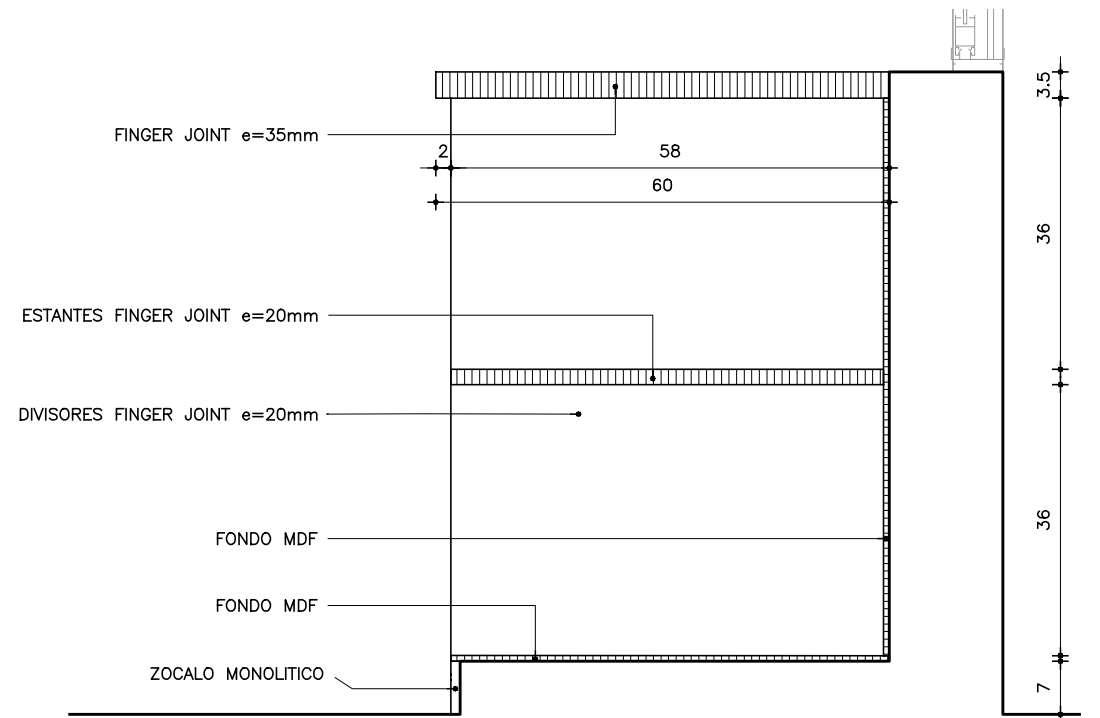 3.5
FINGER JOINT e=35mm
2
58
60
36
ESTANTES FINGER JOINT e=20mm
DIVISORES FINGER JOINT e=20mm
36
FONDO MDF
FONDO MDF
ZOCALO MONOLITICO
7